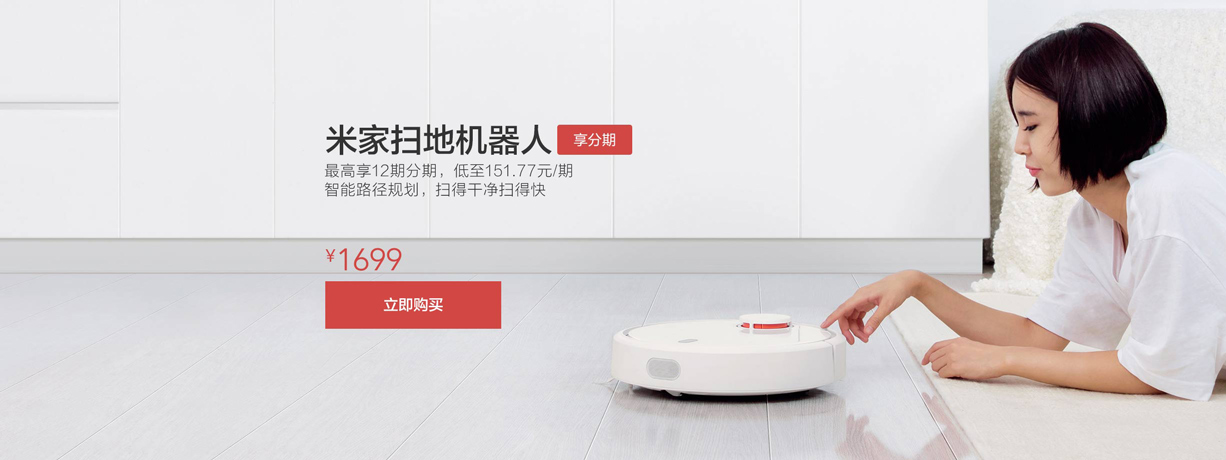 米家扫地机器人 享分期
最高享12期分期，低至151.77元/期
智能路径规划，扫得干净扫得快
¥1699
立即购买